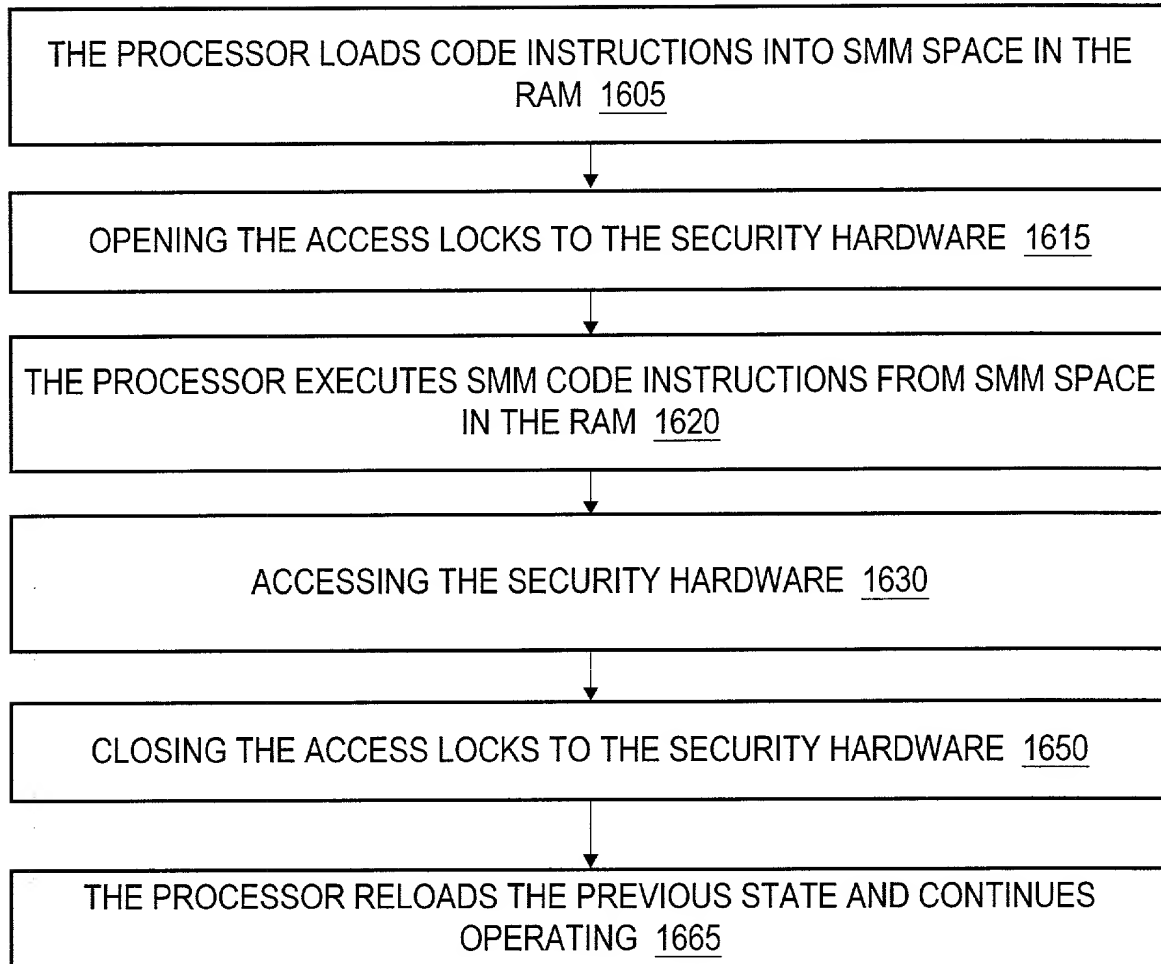 THE PROCESSOR LOADS CODE INSTRUCTIONS INTO SMM SPACE IN THE
RAM 1605
OPENING THE ACCESS LOCKS TO THE SECURITY HARDWARE 1615
THE PROCESSOR EXECUTES SMM CODE INSTRUCTIONS FROM SMM SPACE
IN THE RAM 1620
ACCESSING THE SECURITY HARDWARE 1630
CLOSING THE ACCESS LOCKS TO THE SECURITY HARDWARE 1650
THE PROCESSOR RELOADS THE PREVIOUS STATE AND CONTINUES
OPERATING 1665